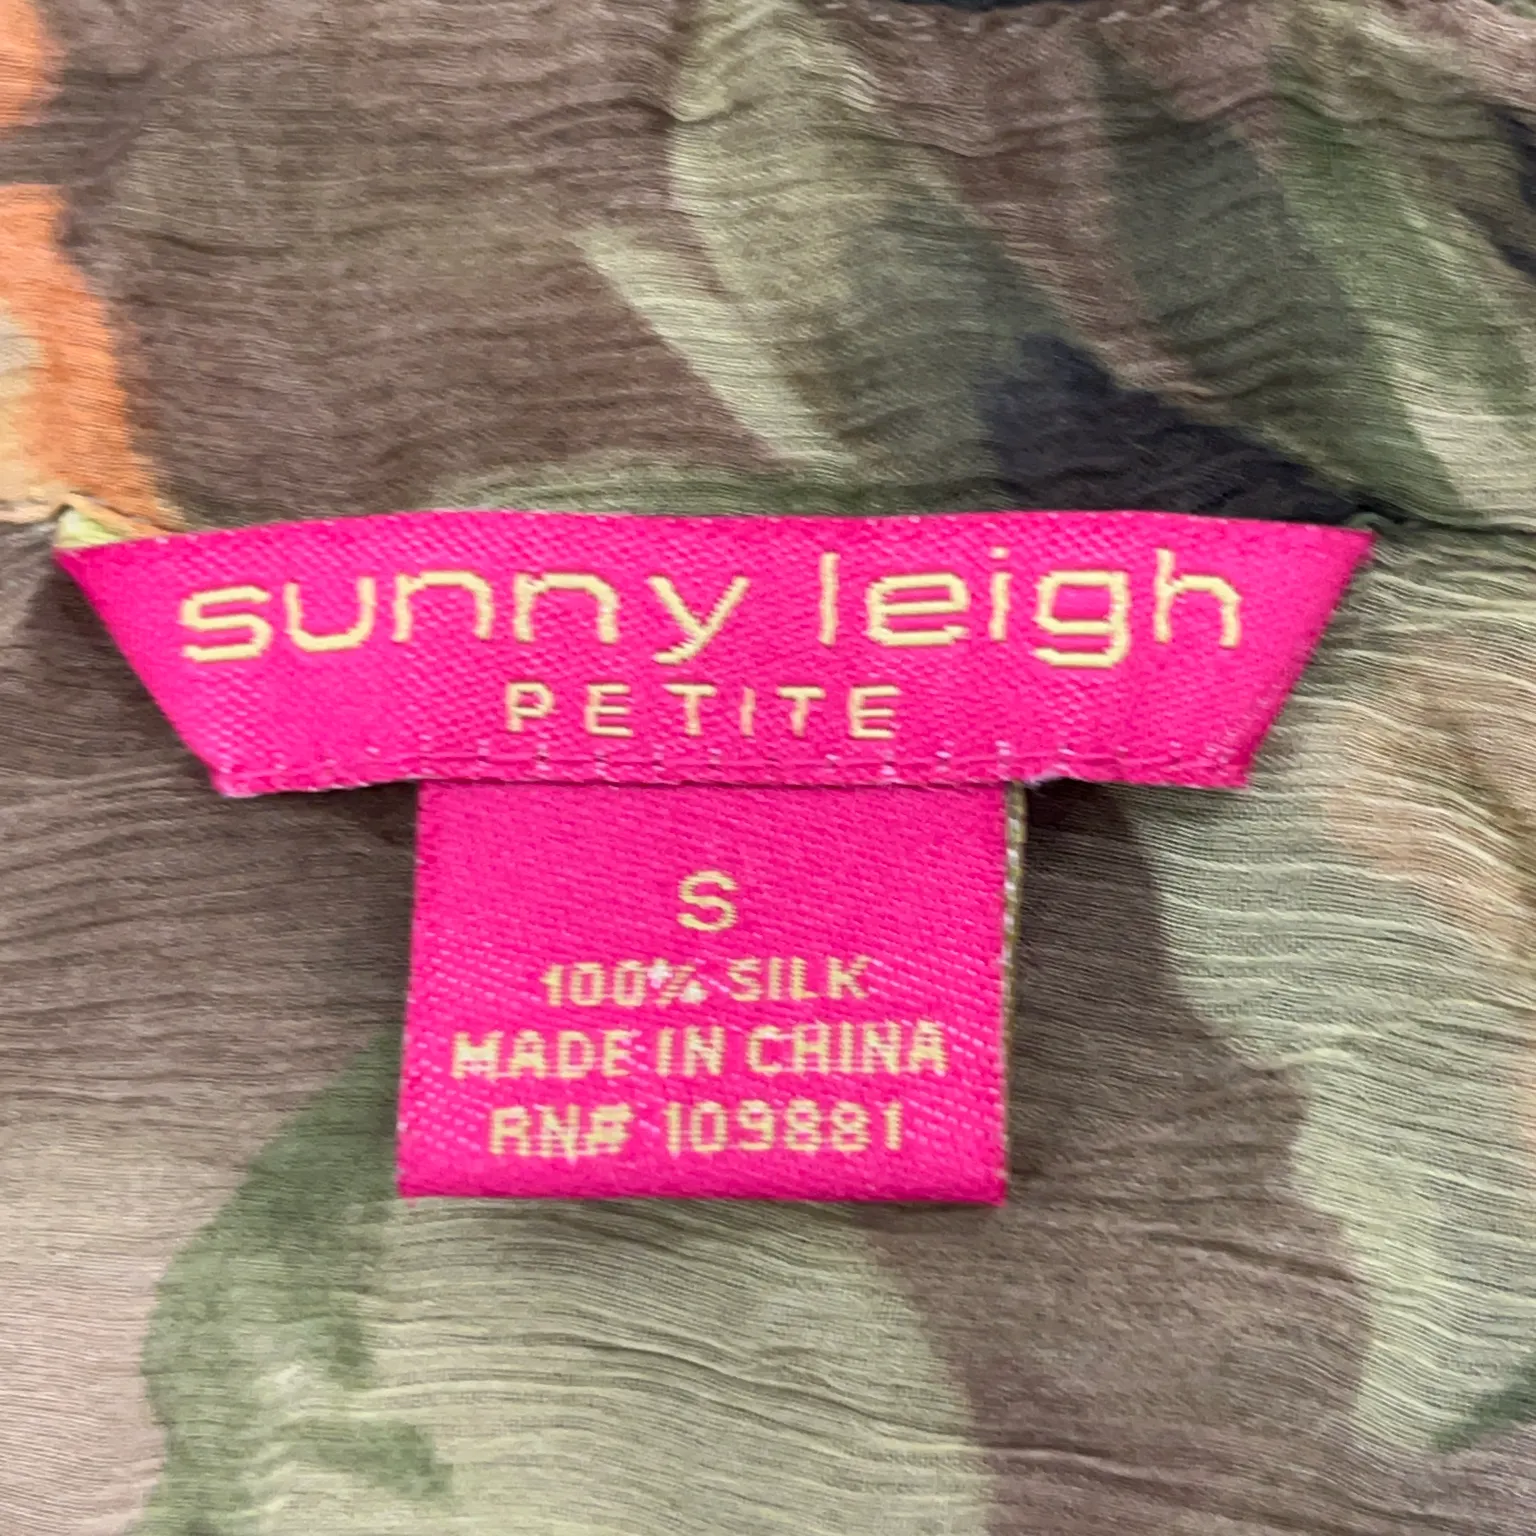 sunny leigh
PETITE
S
100% SILK
MADE IN CHINA
RN# 109881